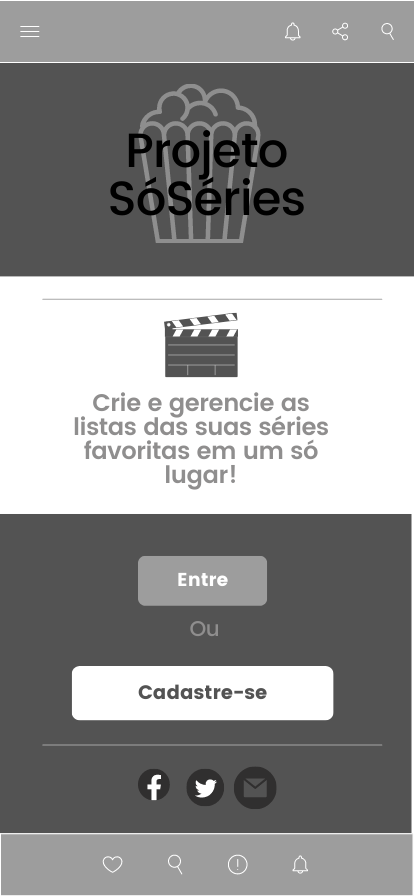 Projeto
SóSéries
Crie e gerencie as
listas das suas séries
favoritas em um só
lugar!
Entre
Ou
Cadastre-se